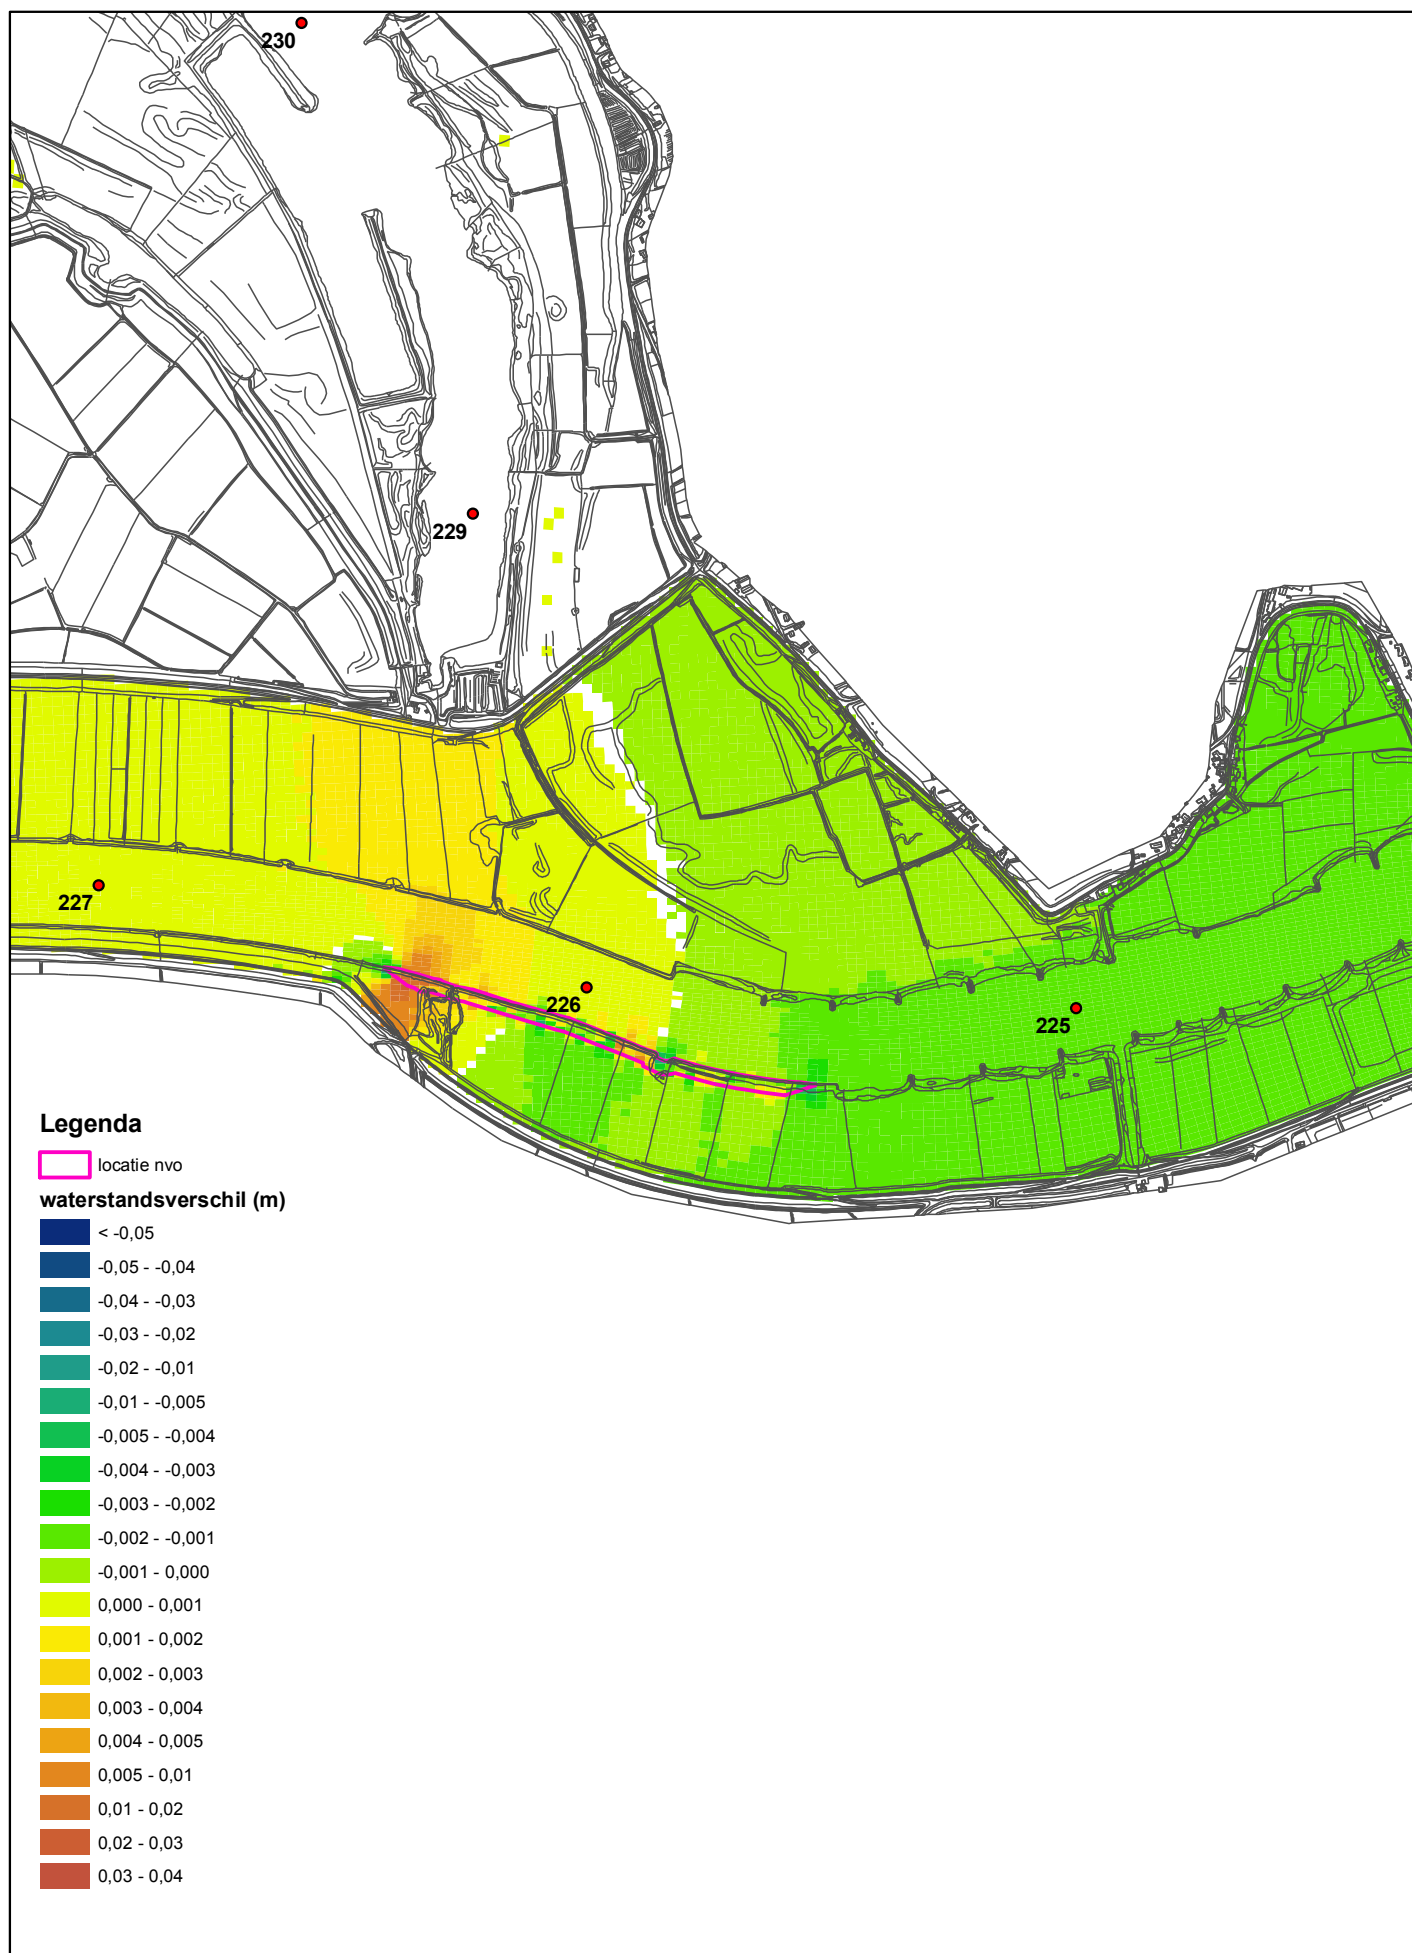 230
229
227
226
225
Legenda
locatie nvo
waterstandsverschil (m)
< -0,05
-0,05 - -0,04
-0,04 - -0,03
-0,03 - -0,02
-0,02 - -0,01
-0,01 - -0,005
-0,005 - -0,004
-0,004 - -0,003
-0,003 - -0,002
-0,002 - -0,001
-0,001 - 0,000
0,000 - 0,001
0,001 - 0,002
0,002 - 0,003
0,003 - 0,004
0,004 - 0,005
0,005 - 0,01
0,01 - 0,02
0,02 - 0,03
0,03 - 0,04